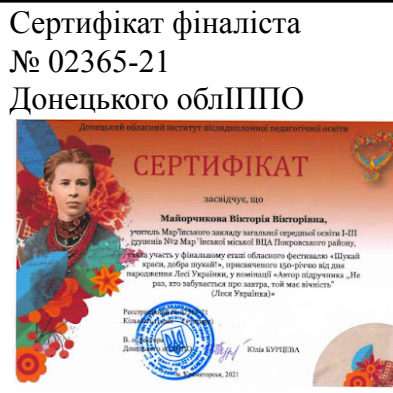 Сертифікат фіналіста
№ 02365-21
Донецького облІППО
Донецький обласний інститут післядипломної педагогічної освіти
СЕРТИФІКАТ
засвідчує, що
Майорчикова Вікторія Вікторівна,
учитель Мар'їнського закладу загальної середньої освіти І-ІІІ
ступенів №2 Мар'їнської міської ВЦА Покровського району,
взяла участь у фінальному етапі обласного фестивалю «Шукай
краси, добра шукай!», присвяченого 150-річчю від дня
народження Лесі Українки, у номінації «Автор підручника „Не
раз, хто забувається про завтра, той має вічність"
(Леся Українка)»
В. о.
Юлія БУРЦЕВА
Краматорськ, 2021